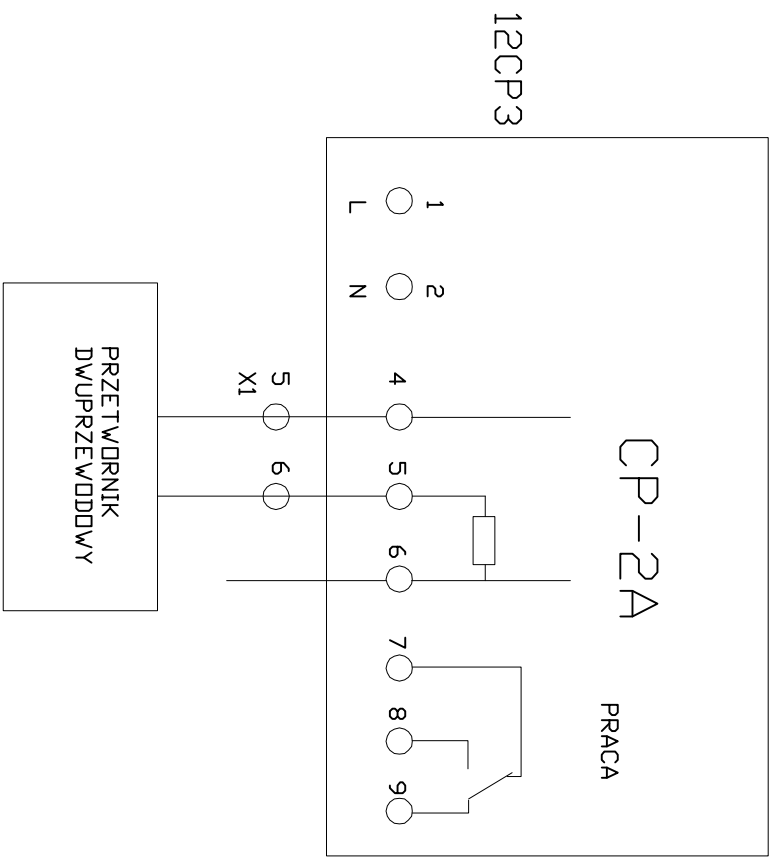 12CP3
CP-2A
PRACA
1 2
4 5 6 7 8 9
L N
5 6
X1
PRZETWORNIK
DWUPRZEWODOWY